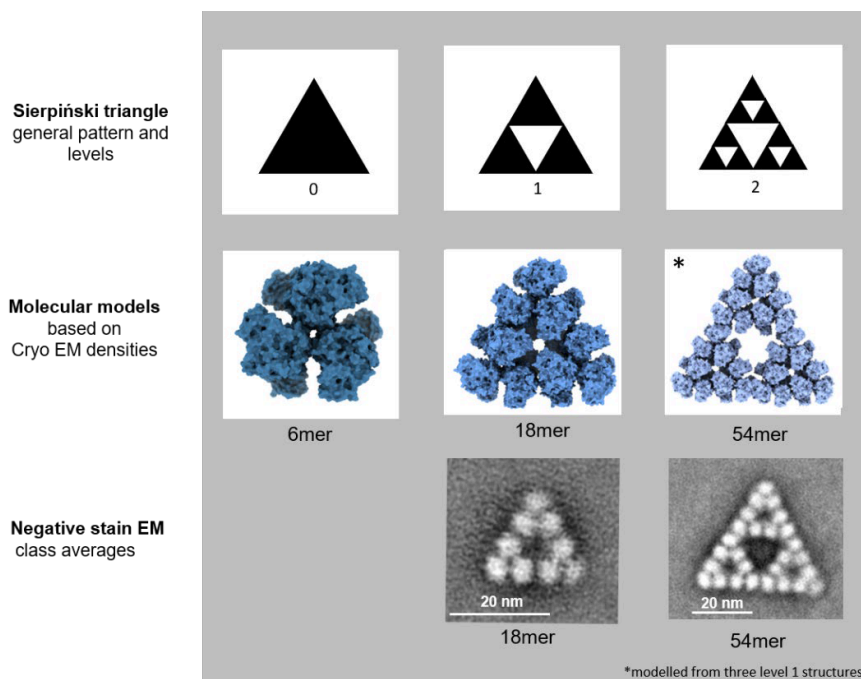 Sierpiński triangle
general pattern and
levels
0
1
2
Molecular models
based on
Cryo EM densities
*
6mer
18mer
54mer
Negative stain EM
class averages
20 nm
20 nm
18mer
54mer
*modelled from three level 1 structures